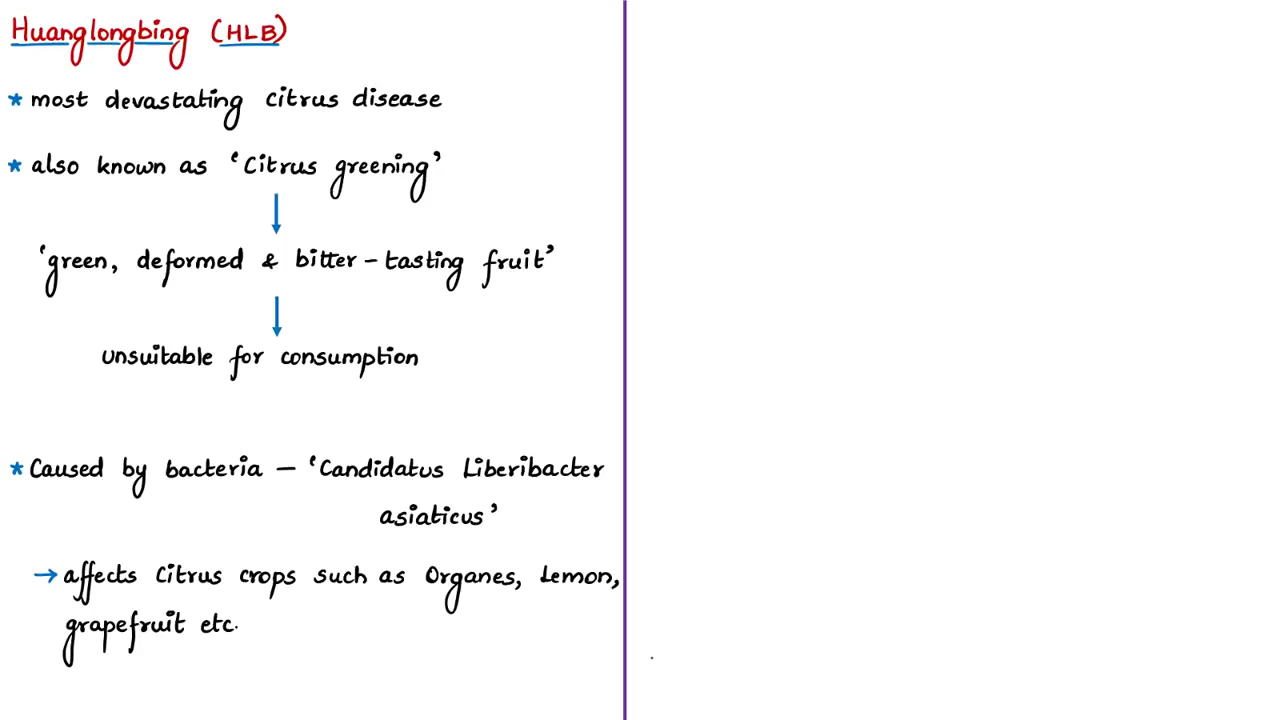 Huanglongbing (HLB)
* most devastating citrus disease
* also known as 'Citrus greening'
'green, deformed & bitter-tasting fruit'
unsuitable for consumption
* Caused by bacteria – 'Candidatus Liberibacter
asiaticus'
→ affects citrus crops such as Organes, Lemon,
grapefruit etc.